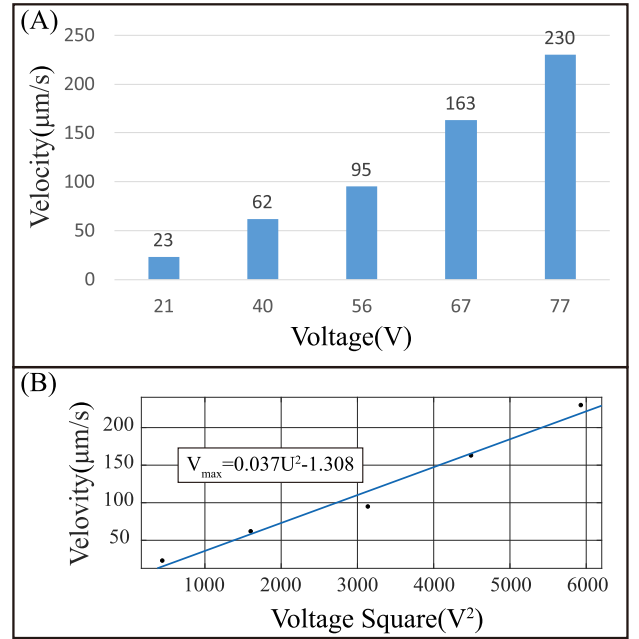 (A)
Velocity(μm/s)
250
200
150
100
50
0
23
62
95
163
230
21 40 56 67 77
Voltage(V)
(B)
Velovity(μm/s)
200
150
100
50
V_max=0.037U²-1.308
1000 2000 3000 4000 5000 6000
Voltage Square(V²)